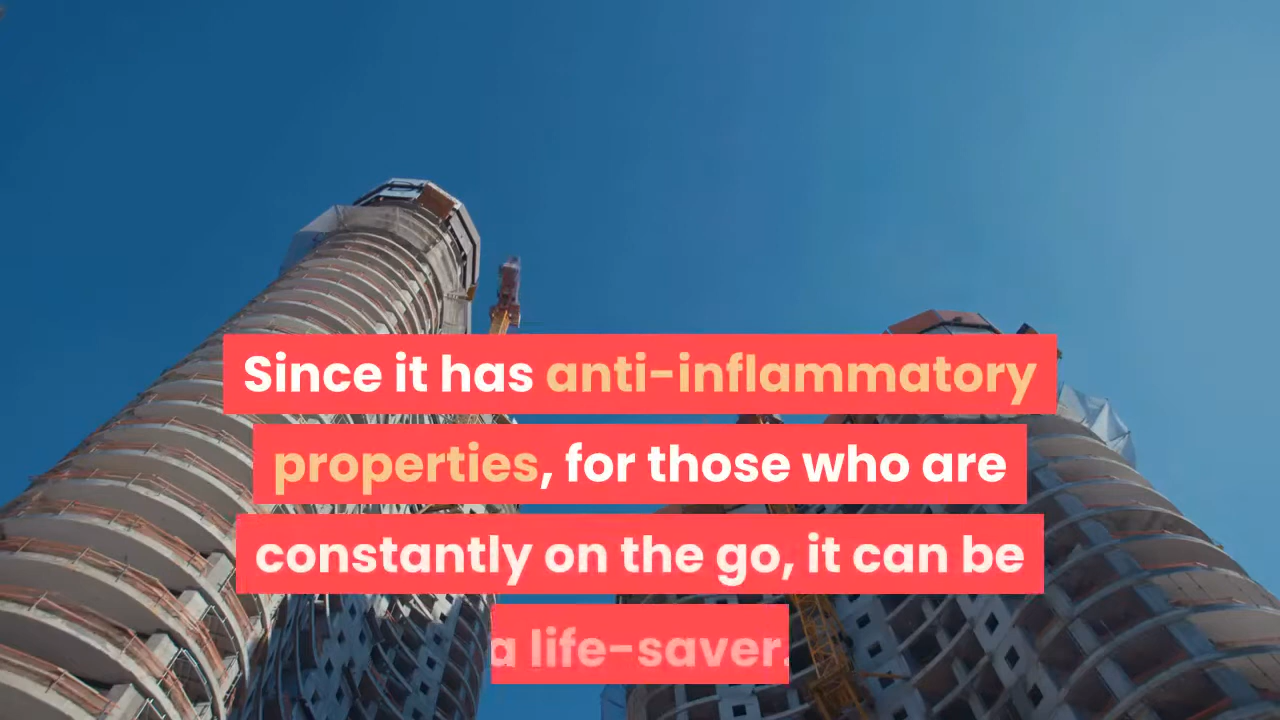 Since it has anti-inflammatory
properties, for those who are
constantly on the go, it can be
a life-saver.